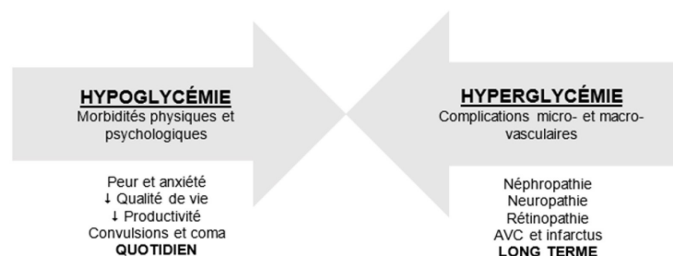 HYPOGLYCÉMIE
Morbidités physiques et
psychologiques
Peur et anxiété
↓ Qualité de vie
↓ Productivité
Convulsions et coma
QUOTIDIEN
HYPERGLYCÉMIE
Complications micro- et macro-
vasculaires
Néphropathie
Neuropathie
Rétinopathie
AVC et infarctus
LONG TERME